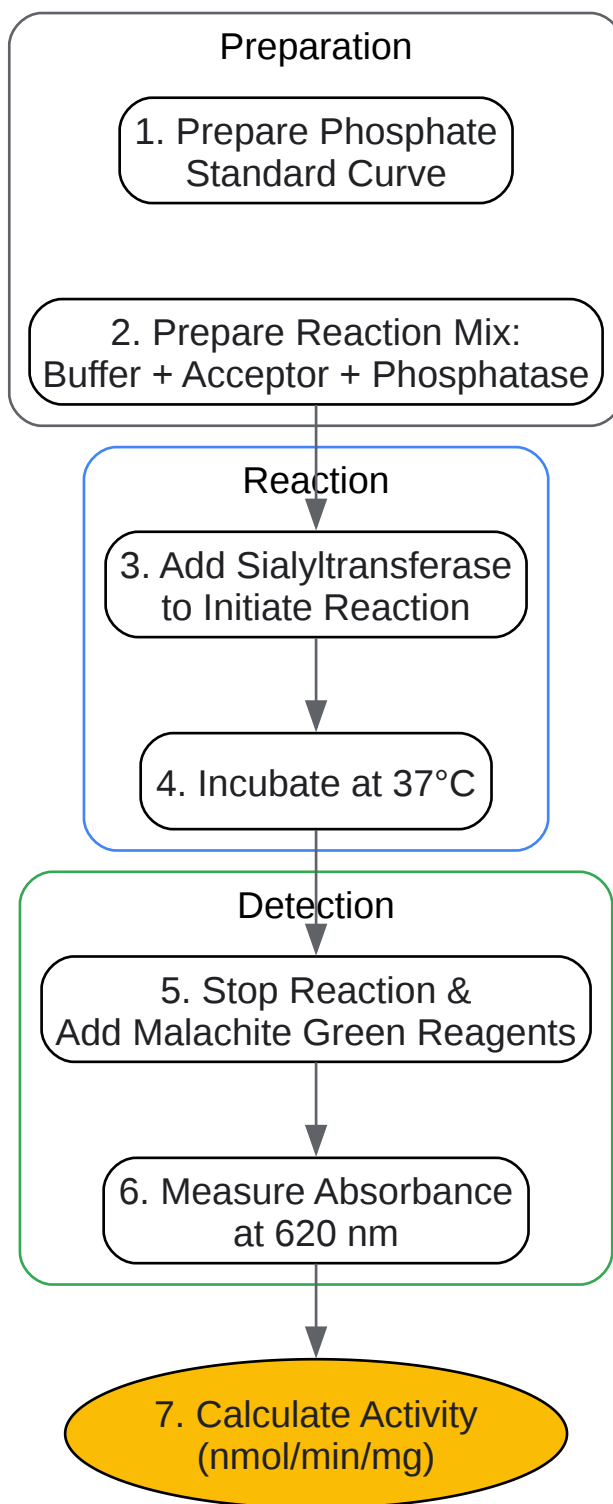 Preparation
1. Prepare Phosphate
Standard Curve
2. Prepare Reaction Mix:
Buffer + Acceptor + Phosphatase
Reaction
3. Add Sialyltransferase
to Initiate Reaction
4. Incubate at 37°C
Detection
5. Stop Reaction &
Add Malachite Green Reagents
6. Measure Absorbance
at 620 nm
7. Calculate Activity
(nmol/min/mg)